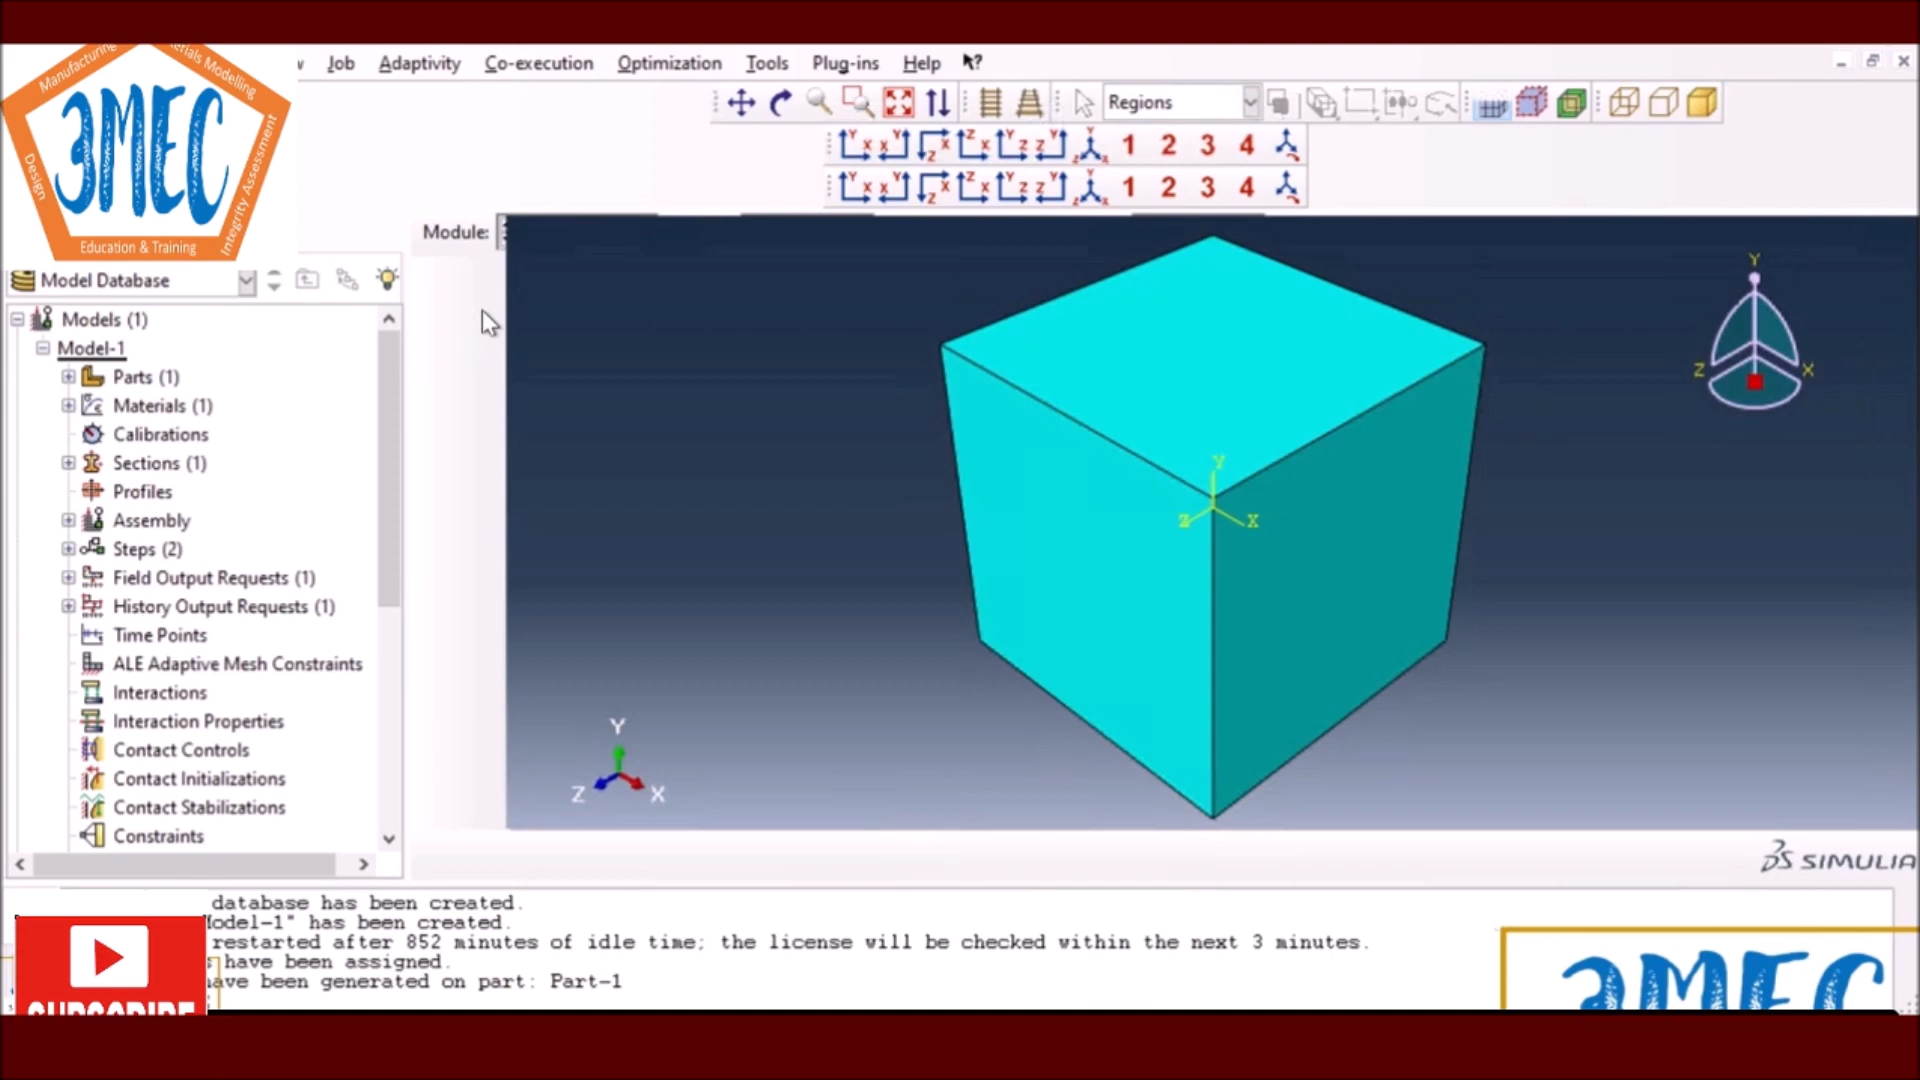 Manufacturing
Materials Modelling
3MEC
Design
Integrity Assessment
Education & Training
Job Adaptivity Co-execution Optimization Tools Plug-ins Help
Regions
1 2 3 4
1 2 3 4
Module:
Model Database
Models (1)
Model-1
Parts (1)
Materials (1)
Calibrations
Sections (1)
Profiles
Assembly
Steps (2)
Field Output Requests (1)
History Output Requests (1)
Time Points
ALE Adaptive Mesh Constraints
Interactions
Interaction Properties
Contact Controls
Contact Initializations
Contact Stabilizations
Constraints
Y
Z X
Y
Z X
Y
Z X
SIMULIA
database has been created.
Model-1" has been created.
restarted after 852 minutes of idle time; the license will be checked within the next 3 minutes.
have been assigned.
have been generated on part: Part-1
SUBSCRIBE
3MEC